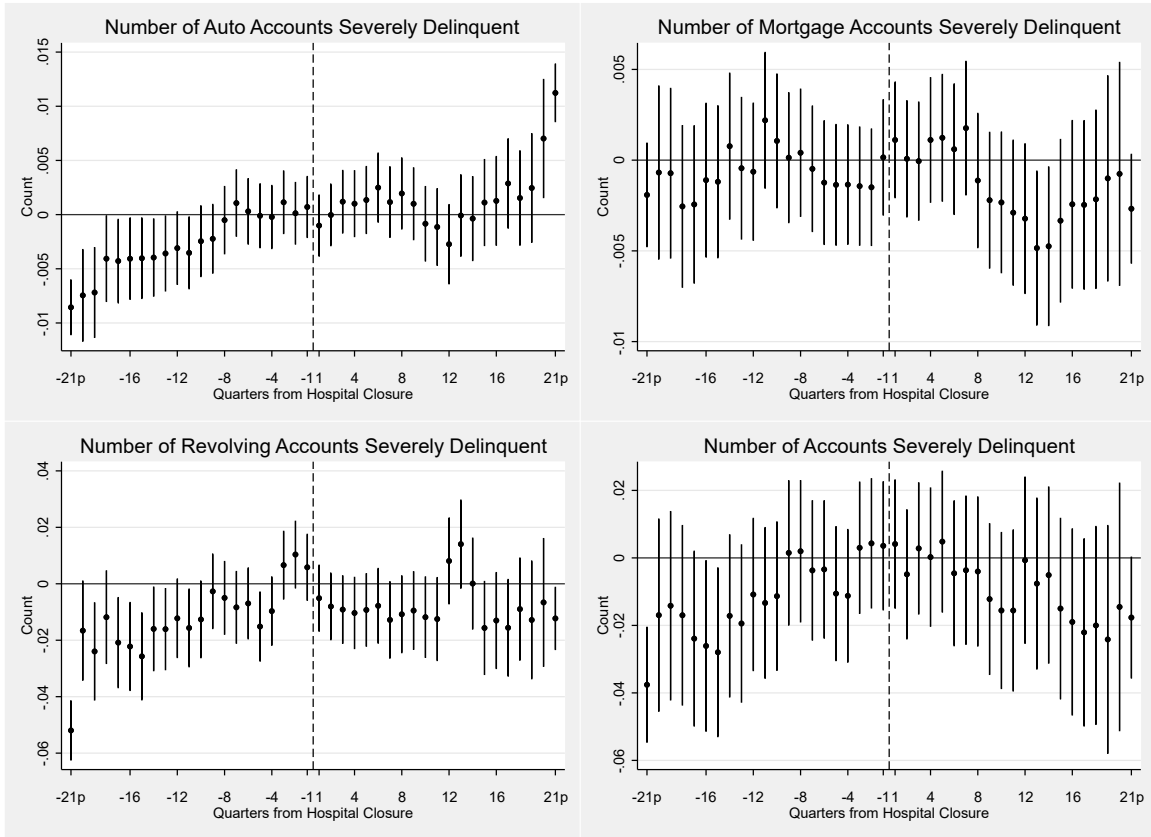 Number of Auto Accounts Severely Delinquent
Count
.015
.01
.005
0
-.005
-.01
-21p -16 -12 -8 -4 -11 4 8 12 16 21p
Quarters from Hospital Closure
Number of Mortgage Accounts Severely Delinquent
Count
.005
0
-.005
-.01
-21p -16 -12 -8 -4 -11 4 8 12 16 21p
Quarters from Hospital Closure
Number of Revolving Accounts Severely Delinquent
Count
.04
.02
0
-.02
-.04
-.06
-21p -16 -12 -8 -4 -11 4 8 12 16 21p
Quarters from Hospital Closure
Number of Accounts Severely Delinquent
Count
.02
0
-.02
-.04
-.06
-21p -16 -12 -8 -4 -11 4 8 12 16 21p
Quarters from Hospital Closure